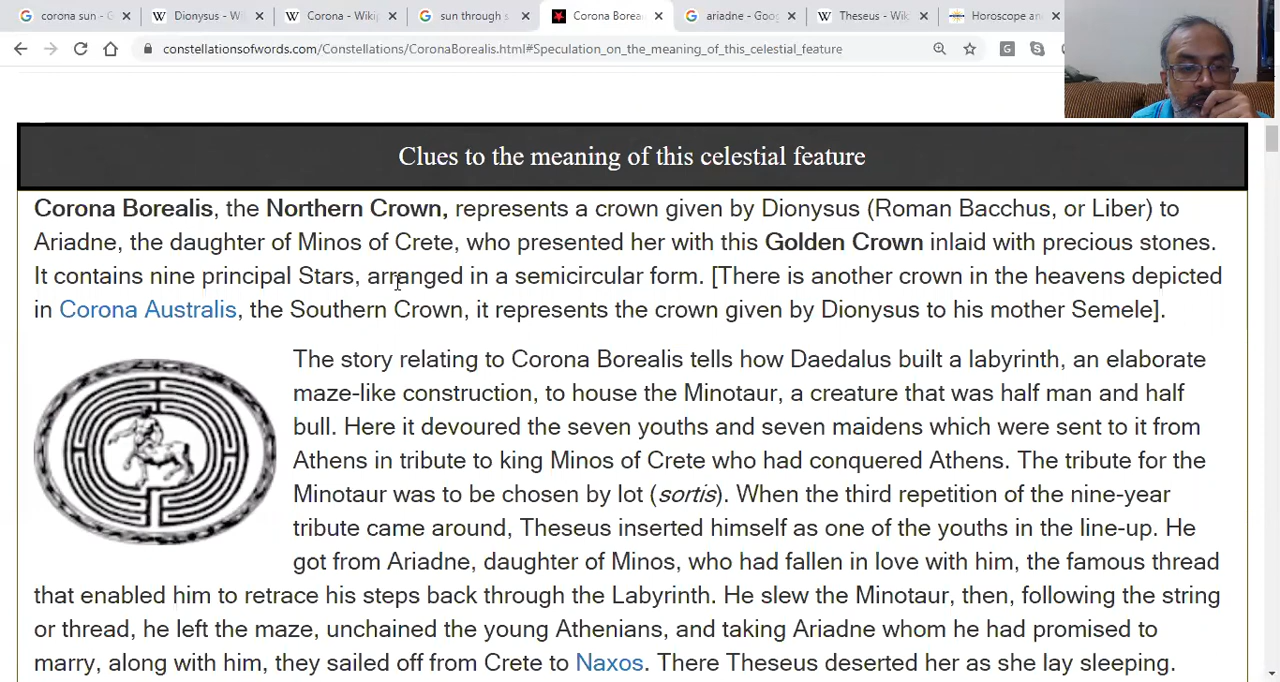 corona sun - G
Dionysus - Wi
Corona - Wikip
sun through s
Corona Borea
ariadne - Goog
Theseus - Wik
Horoscope an
constellationsofwords.com/Constellations/CoronaBorealis.html#Speculation_on_the_meaning_of_this_celestial_feature
Clues to the meaning of this celestial feature
Corona Borealis, the Northern Crown, represents a crown given by Dionysus (Roman Bacchus, or Liber) to
Ariadne, the daughter of Minos of Crete, who presented her with this Golden Crown inlaid with precious stones.
It contains nine principal Stars, arranged in a semicircular form. [There is another crown in the heavens depicted
in Corona Australis, the Southern Crown, it represents the crown given by Dionysus to his mother Semele].
The story relating to Corona Borealis tells how Daedalus built a labyrinth, an elaborate
maze-like construction, to house the Minotaur, a creature that was half man and half
bull. Here it devoured the seven youths and seven maidens which were sent to it from
Athens in tribute to king Minos of Crete who had conquered Athens. The tribute for the
Minotaur was to be chosen by lot (sortis). When the third repetition of the nine-year
tribute came around, Theseus inserted himself as one of the youths in the line-up. He
got from Ariadne, daughter of Minos, who had fallen in love with him, the famous thread
that enabled him to retrace his steps back through the Labyrinth. He slew the Minotaur, then, following the string
or thread, he left the maze, unchained the young Athenians, and taking Ariadne whom he had promised to
marry, along with him, they sailed off from Crete to Naxos. There Theseus deserted her as she lay sleeping.